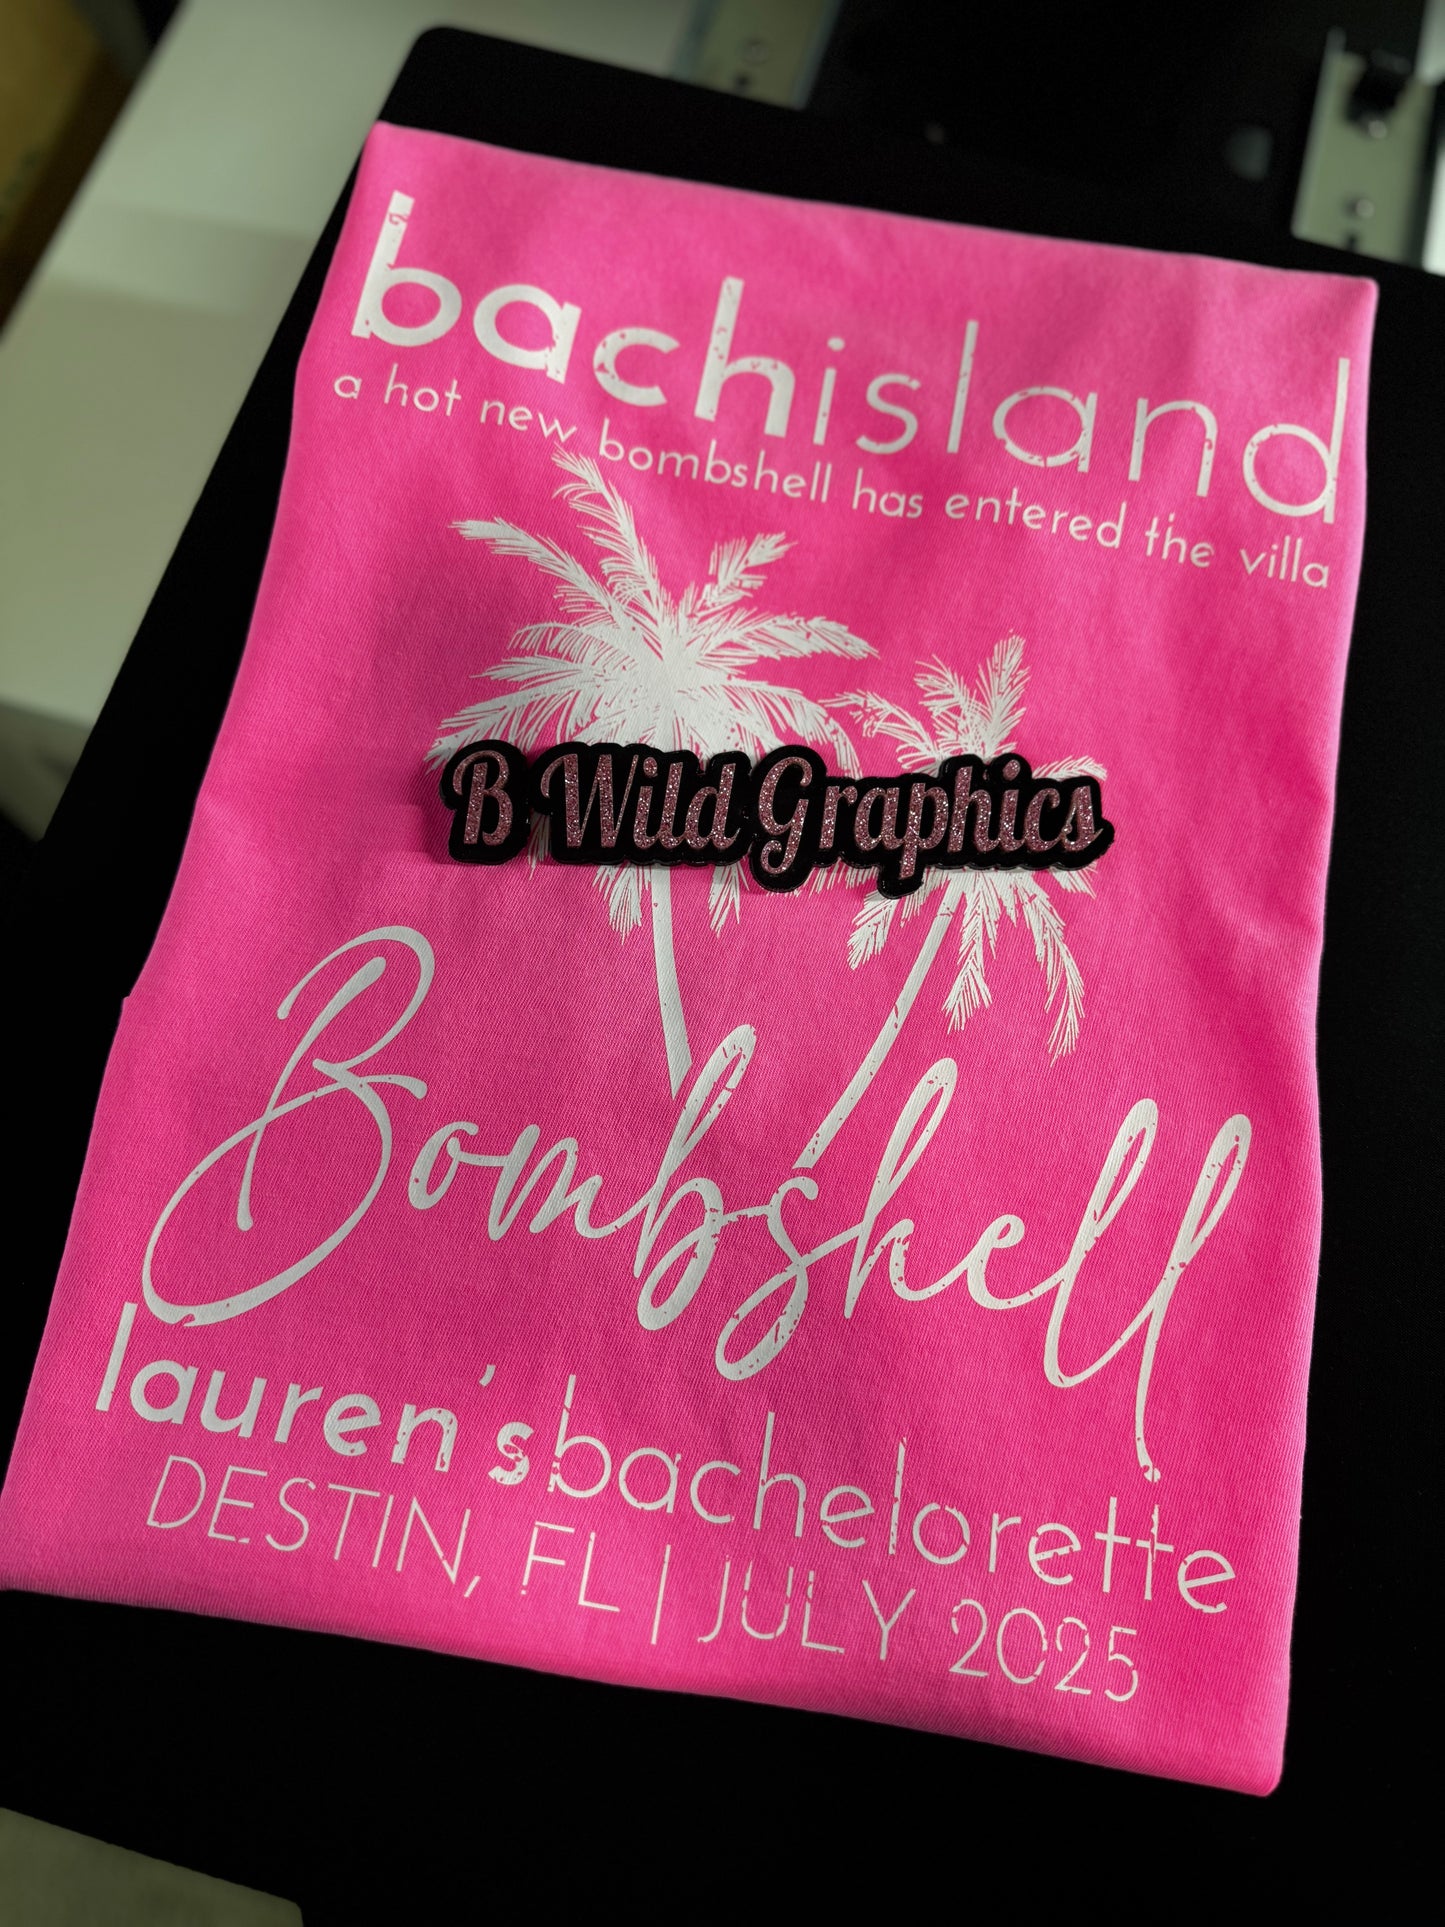 bachisland
a hot new bombshell has entered the villa
B Wild Graphics
Bombshell
lauren's bachelorette
DESTIN, FL | JULY 2025